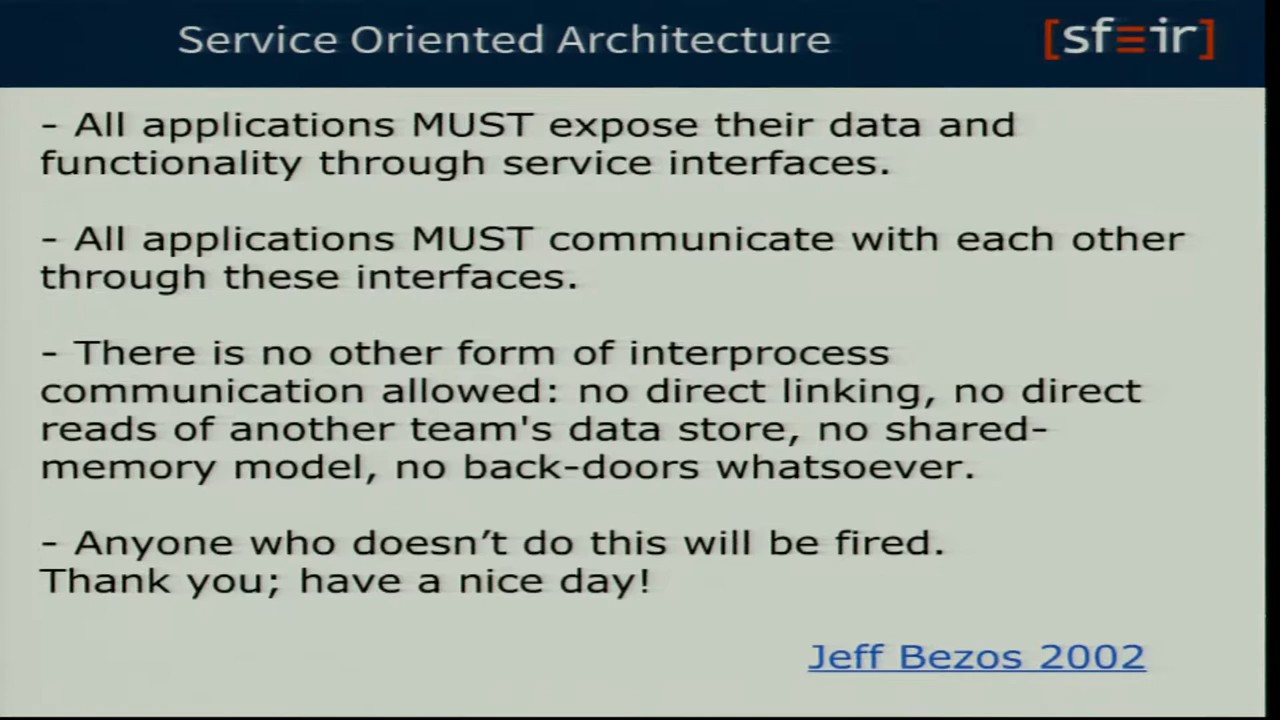 Service Oriented Architecture
[sfeir]
- All applications MUST expose their data and
functionality through service interfaces.
- All applications MUST communicate with each other
through these interfaces.
- There is no other form of interprocess
communication allowed: no direct linking, no direct
reads of another team's data store, no shared-
memory model, no back-doors whatsoever.
- Anyone who doesn’t do this will be fired.
Thank you; have a nice day!
Jeff Bezos 2002